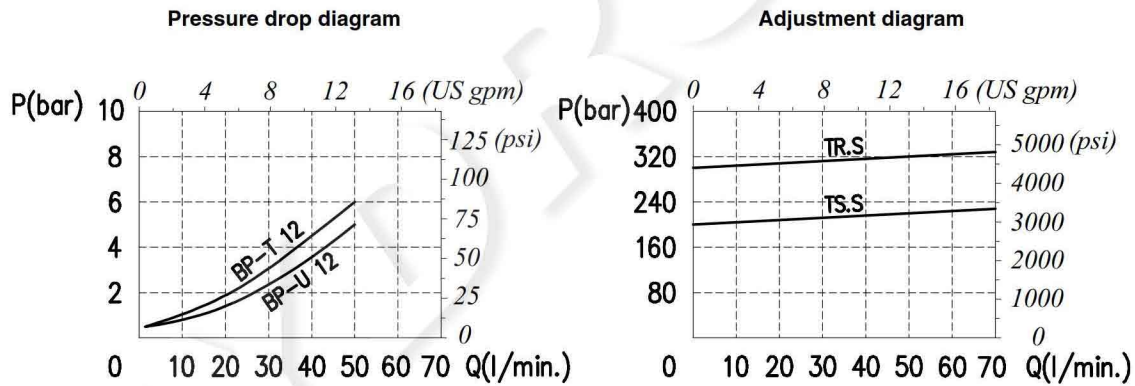 Pressure drop diagram
0 4 8 12 16 (US gpm)
P(bar) 10
8
6
4
2
125 (psi)
100
75
50
25
0
BP-T 12
BP-U 12
0 10 20 30 40 50 60 70 Q(l/min.)
Adjustment diagram
0 4 8 12 16 (US gpm)
P(bar) 400
320
240
160
80
5000 (psi)
4000
3000
2000
1000
0
TR.S
TS.S
0 10 20 30 40 50 60 70 Q(l/min.)